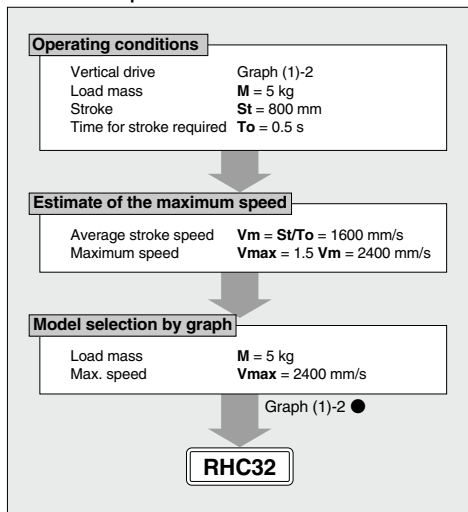 Operating conditions
Vertical drive Graph (1)-2
Load mass M = 5 kg
Stroke St = 800 mm
Time for stroke required To = 0.5 s
Estimate of the maximum speed
Average stroke speed Vm = St/To = 1600 mm/s
Maximum speed Vmax = 1.5 Vm = 2400 mm/s
Model selection by graph
Load mass M = 5 kg
Max. speed Vmax = 2400 mm/s
Graph (1)-2 ●
RHC32